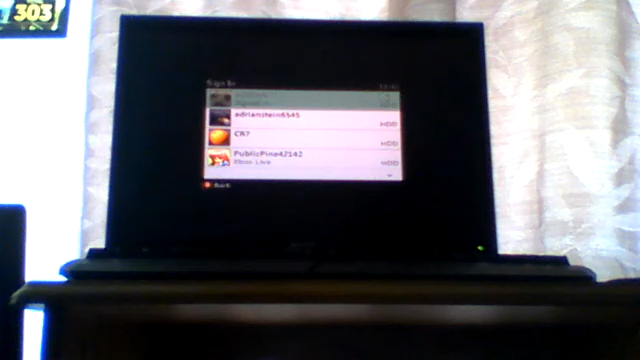 303
Sign In
adrianstein6545
HDD
CR7
HDD
PublicPine42142
Xbox Live
HDD
Back